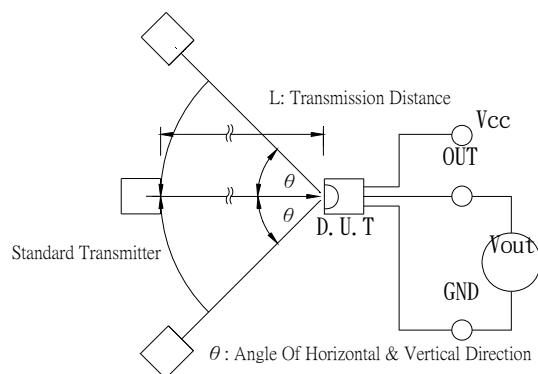 L: Transmission Distance
Vcc
OUT
θ
θ
D.U.T
Standard Transmitter
Vout
GND
θ : Angle Of Horizontal & Vertical Direction